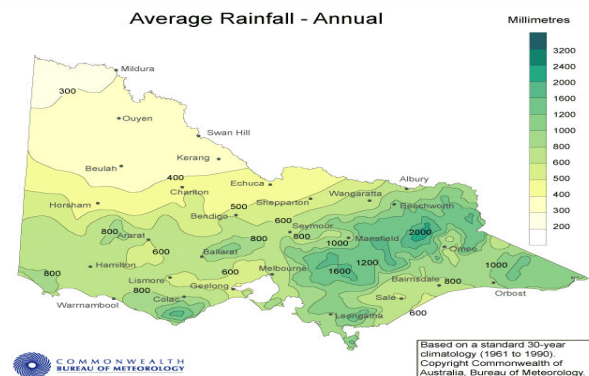 Average Rainfall - Annual
Millimetres
3200
2400
2000
1600
1200
1000
800
600
500
400
300
200
Mildura
300
Ouyen
Swan Hill
Kerang
Beulah
400
Charlton
Echuca
Albury
Horsham
Shepparton
Wangaratta
Beechworth
500
Bendigo
600
Seymour
800
Ararat
800
800
1000
Mansfield
2000
Omeo
600
Ballarat
1200
1000
Hamilton
800
Lismore
600
Melbourne
1600
Bairnsdale
800
Orbost
Geelong
800
Colac
Warrnambool
Sale
600
Leongatha
COMMONWEALTH
BUREAU OF METEOROLOGY
Based on a standard 30-year
climatology (1961 to 1990).
Copyright Commonwealth of
Australia, Bureau of Meteorology.